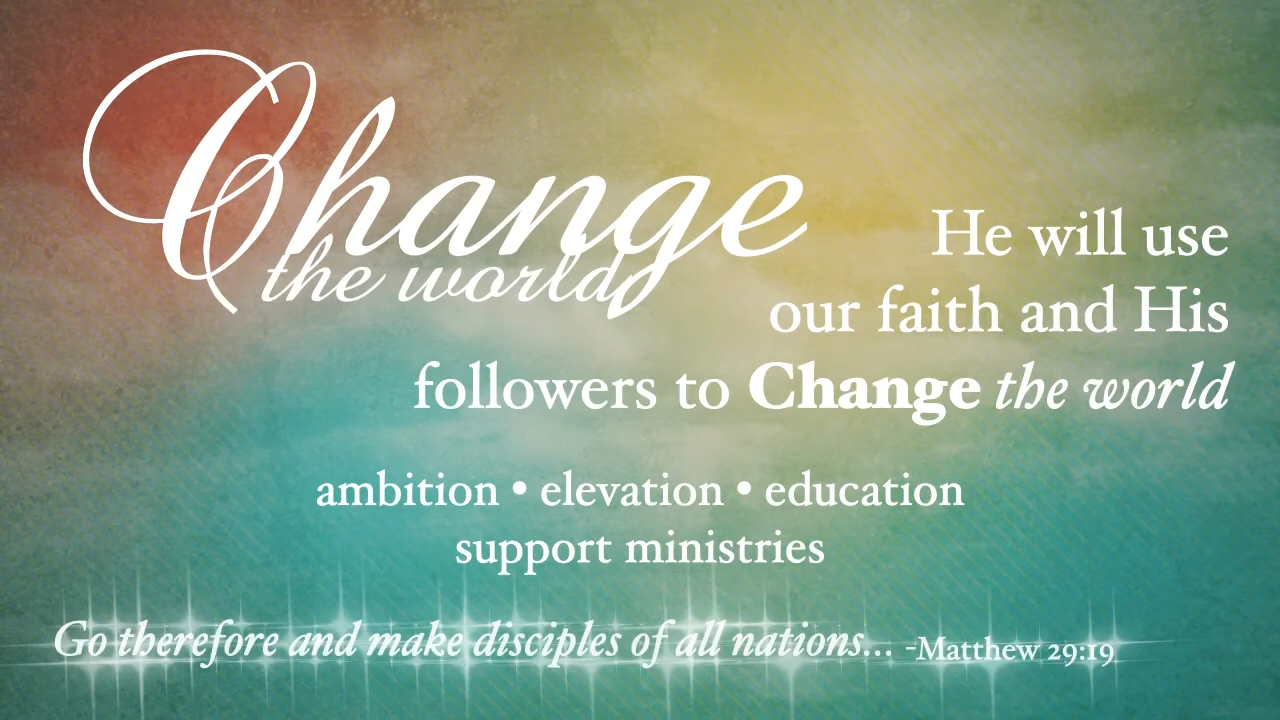 Change
the world
He will use
our faith and His
followers to Change the world
ambition • elevation • education
support ministries
Go therefore and make disciples of all nations... -Matthew 29:19